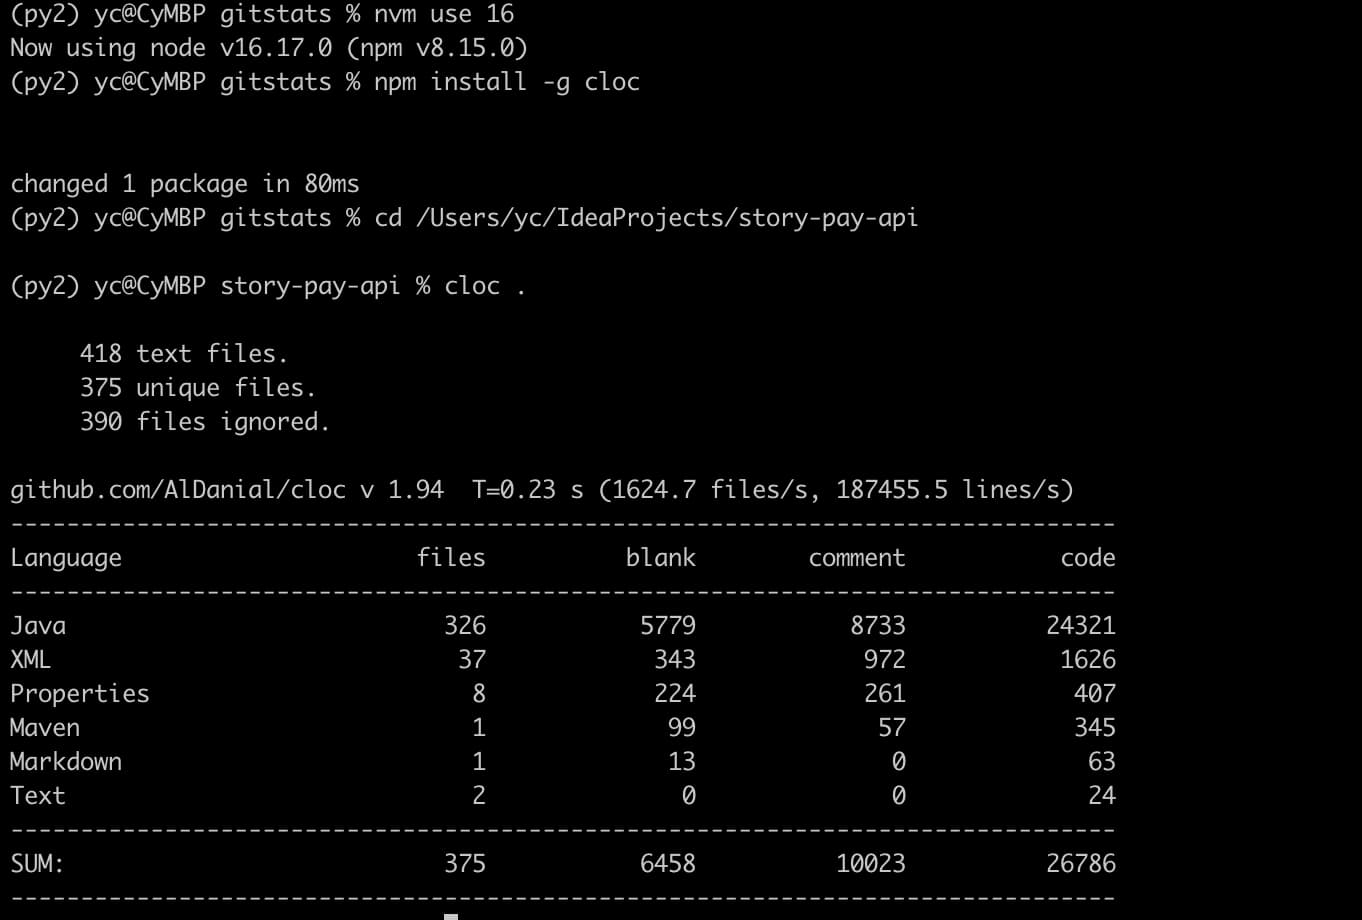 (py2) yc@CyMBP gitstats % nvm use 16
Now using node v16.17.0 (npm v8.15.0)
(py2) yc@CyMBP gitstats % npm install -g cloc
changed 1 package in 80ms
(py2) yc@CyMBP gitstats % cd /Users/yc/IdeaProjects/story-pay-api
(py2) yc@CyMBP story-pay-api % cloc .
418 text files.
375 unique files.
390 files ignored.
github.com/AlDanial/cloc v 1.94  T=0.23 s (1624.7 files/s, 187455.5 lines/s)
-------------------------------------------------------------------------------
Language                     files          blank        comment           code
-------------------------------------------------------------------------------
Java                           326           5779           8733          24321
XML                             37            343            972           1626
Properties                       8            224            261            407
Maven                            1             99             57            345
Markdown                         1             13              0             63
Text                             2              0              0             24
-------------------------------------------------------------------------------
SUM:                           375           6458          10023          26786
-------------------------------------------------------------------------------